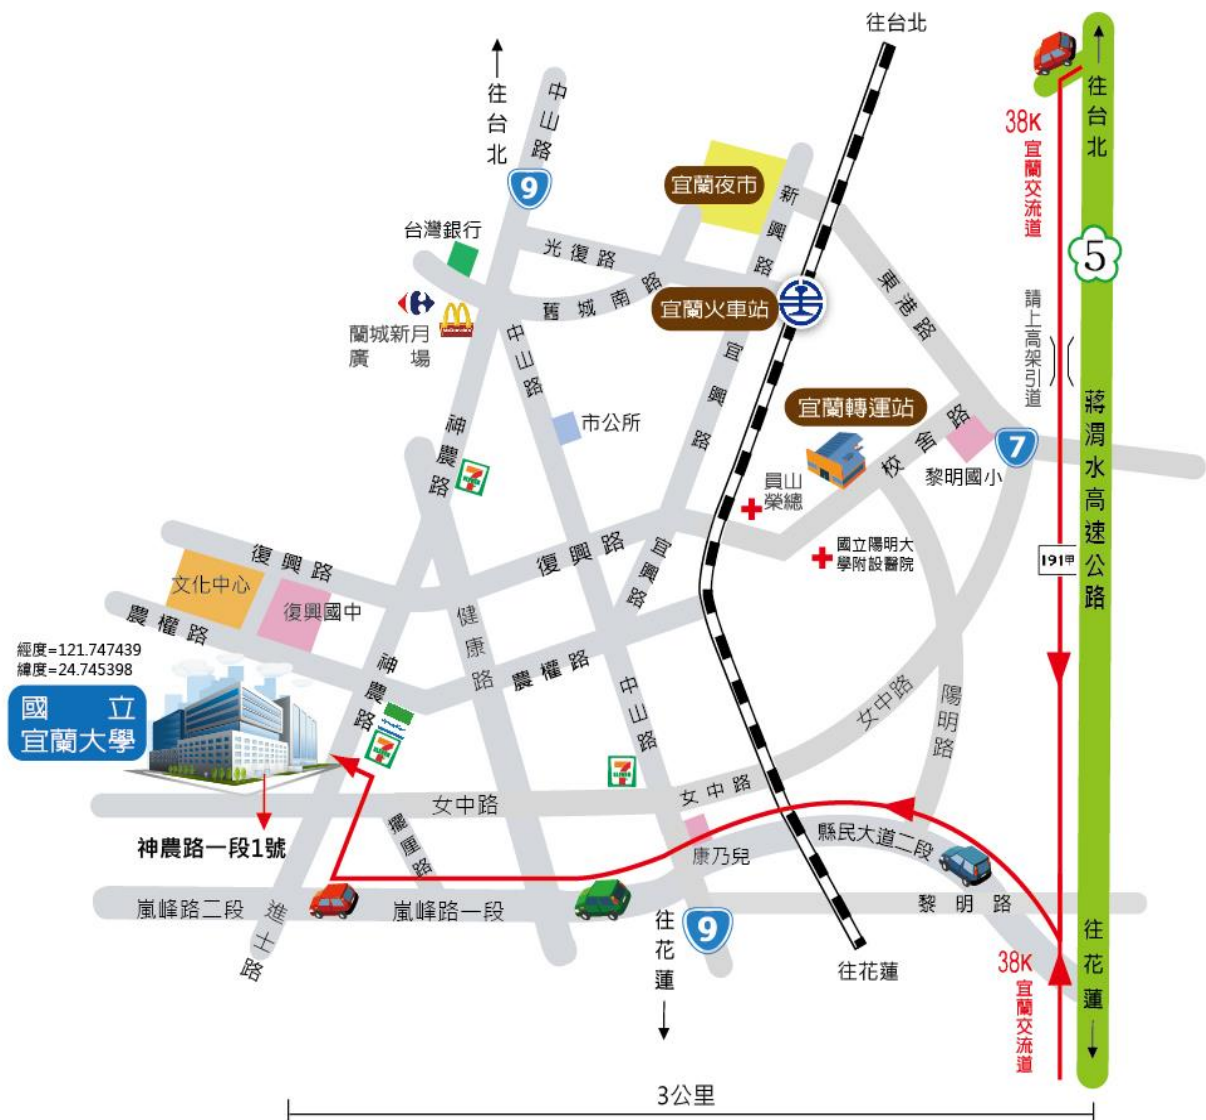 往台北
往台北
中山路
9
38K
宜蘭交流道
往台北
宜蘭夜市
新興路
台灣銀行
光復路
舊城南路
宜蘭火車站
東港路
5
請上高架引道
蘭城新月
廣場
McDonald's
中山路
宜興路
宜蘭轉運站
校舍路
7
蔣渭水高速公路
市公所
神農路
7
ELEVEN
黎明國小
員山
榮總
國立陽明大
學附設醫院
191甲
復興路
復興路
宜興路
文化中心
復興國中
健康路
農權路
農權路
經度=121.747439
緯度=24.745398
國立
宜蘭大學
神農路
中山路
女中路
陽明路
7
ELEVEN
7
ELEVEN
女中路
女中路
擺厘路
神農路一段1號
康乃兒
縣民大道二段
嵐峰路二段
進士路
嵐峰路一段
黎明路
往花蓮
9
往花蓮
38K
宜蘭交流道
往花蓮
3公里